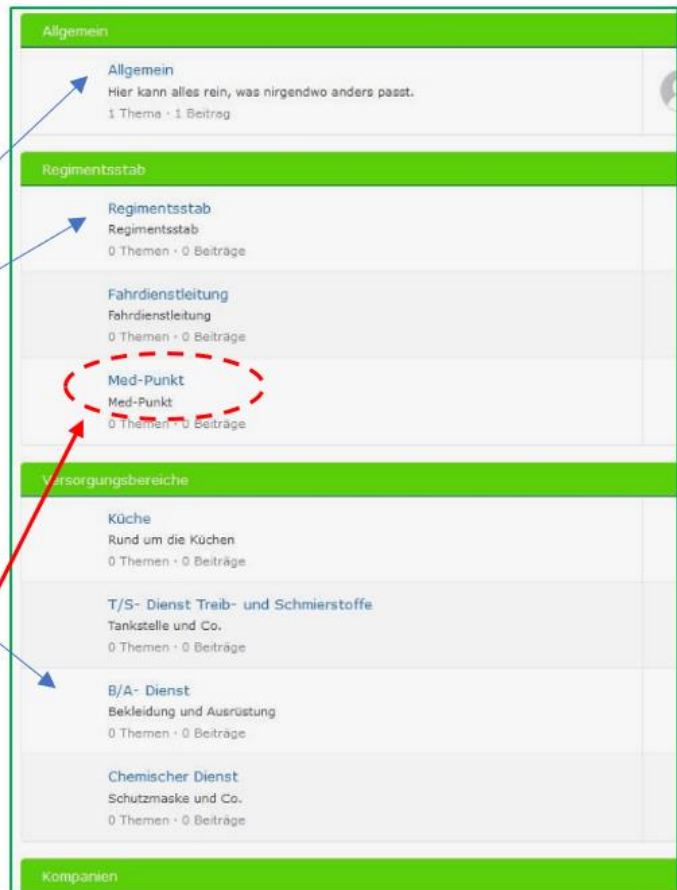 Allgemein
Allgemein
Hier kann alles rein, was nirgendwo anders passt.
1 Thema · 1 Beitrag
Regimentsstab
Regimentsstab
Regimentsstab
0 Themen · 0 Beiträge
Fahrdienstleitung
Fahrdienstleitung
0 Themen · 0 Beiträge
Med-Punkt
Med-Punkt
0 Themen · 0 Beiträge
Versorgungsbereiche
Küche
Rund um die Küchen
0 Themen · 0 Beiträge
T/S- Dienst Treib- und Schmierstoffe
Tankstelle und Co.
0 Themen · 0 Beiträge
B/A- Dienst
Bekleidung und Ausrüstung
0 Themen · 0 Beiträge
Chemischer Dienst
Schutzmaske und Co.
0 Themen · 0 Beiträge
Kompanien